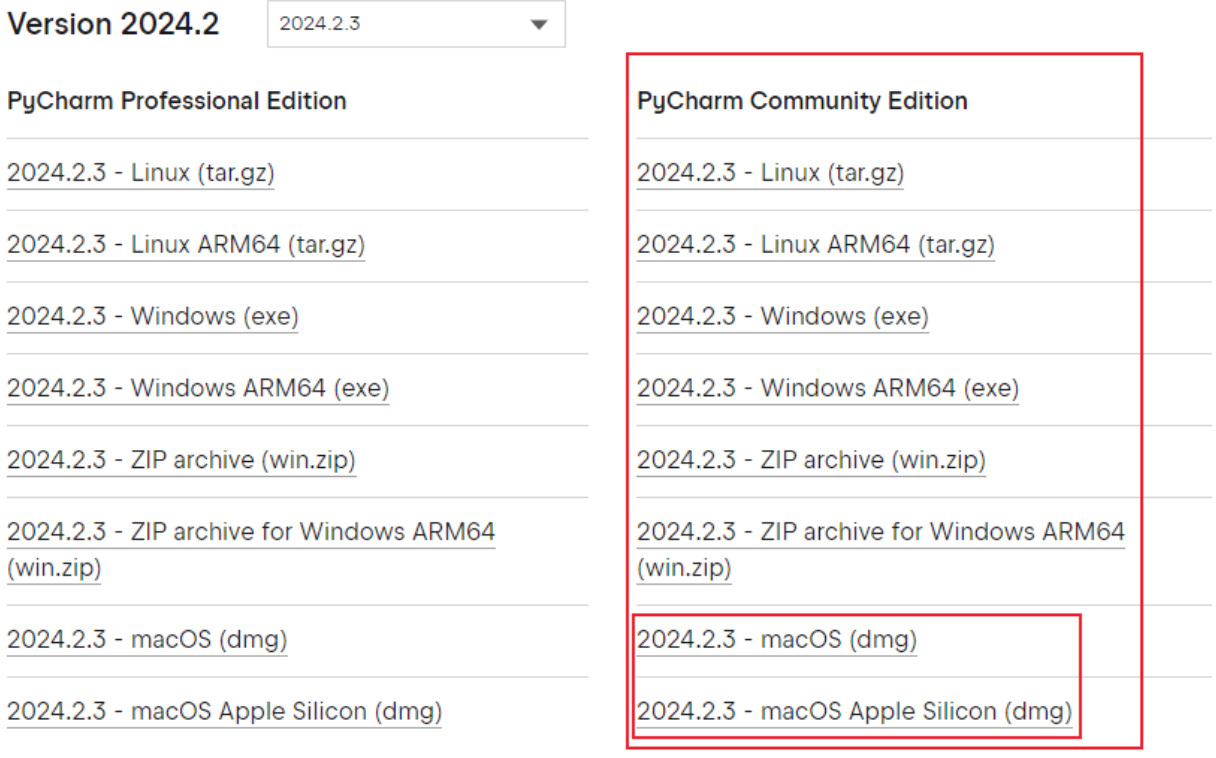 Version 2024.2
2024.2.3
PyCharm Professional Edition
2024.2.3 - Linux (tar.gz)
2024.2.3 - Linux ARM64 (tar.gz)
2024.2.3 - Windows (exe)
2024.2.3 - Windows ARM64 (exe)
2024.2.3 - ZIP archive (win.zip)
2024.2.3 - ZIP archive for Windows ARM64
(win.zip)
2024.2.3 - macOS (dmg)
2024.2.3 - macOS Apple Silicon (dmg)
PyCharm Community Edition
2024.2.3 - Linux (tar.gz)
2024.2.3 - Linux ARM64 (tar.gz)
2024.2.3 - Windows (exe)
2024.2.3 - Windows ARM64 (exe)
2024.2.3 - ZIP archive (win.zip)
2024.2.3 - ZIP archive for Windows ARM64
(win.zip)
2024.2.3 - macOS (dmg)
2024.2.3 - macOS Apple Silicon (dmg)